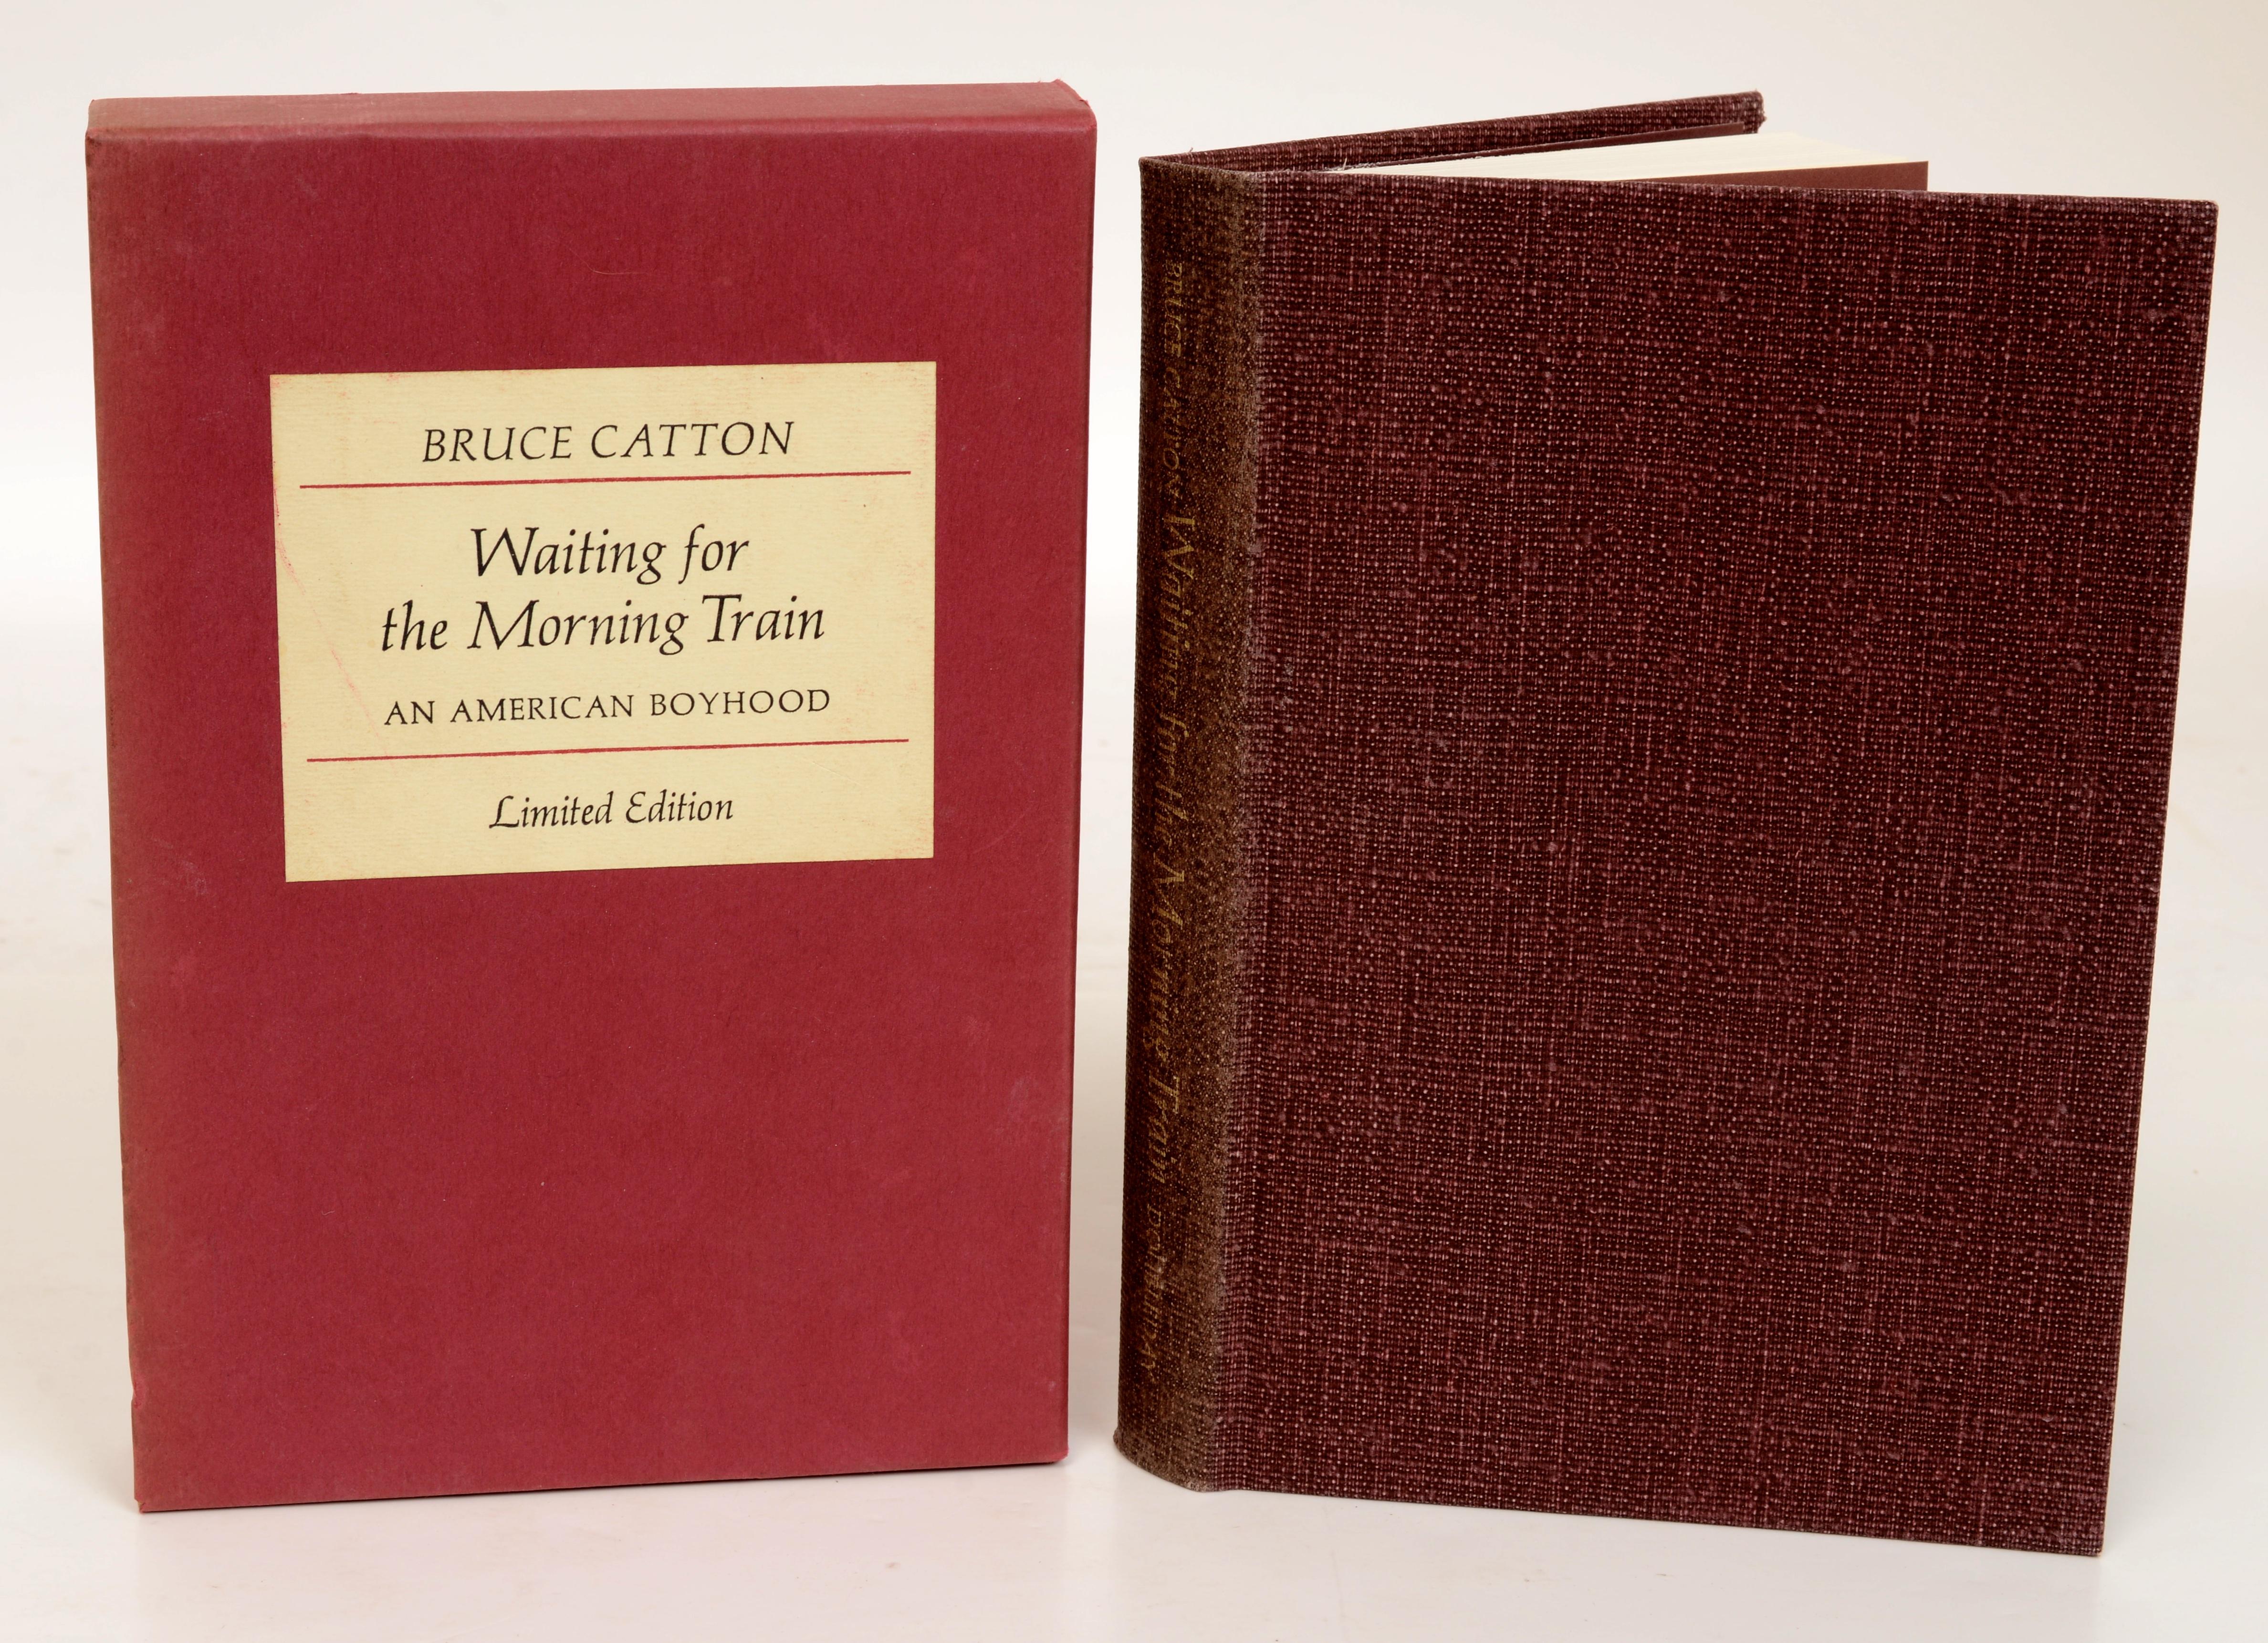 BRUCE CATTON
Waiting for
the Morning Train
AN AMERICAN BOYHOOD
Limited Edition
BRUCE CATTON Waiting for the Morning Train Doubleday